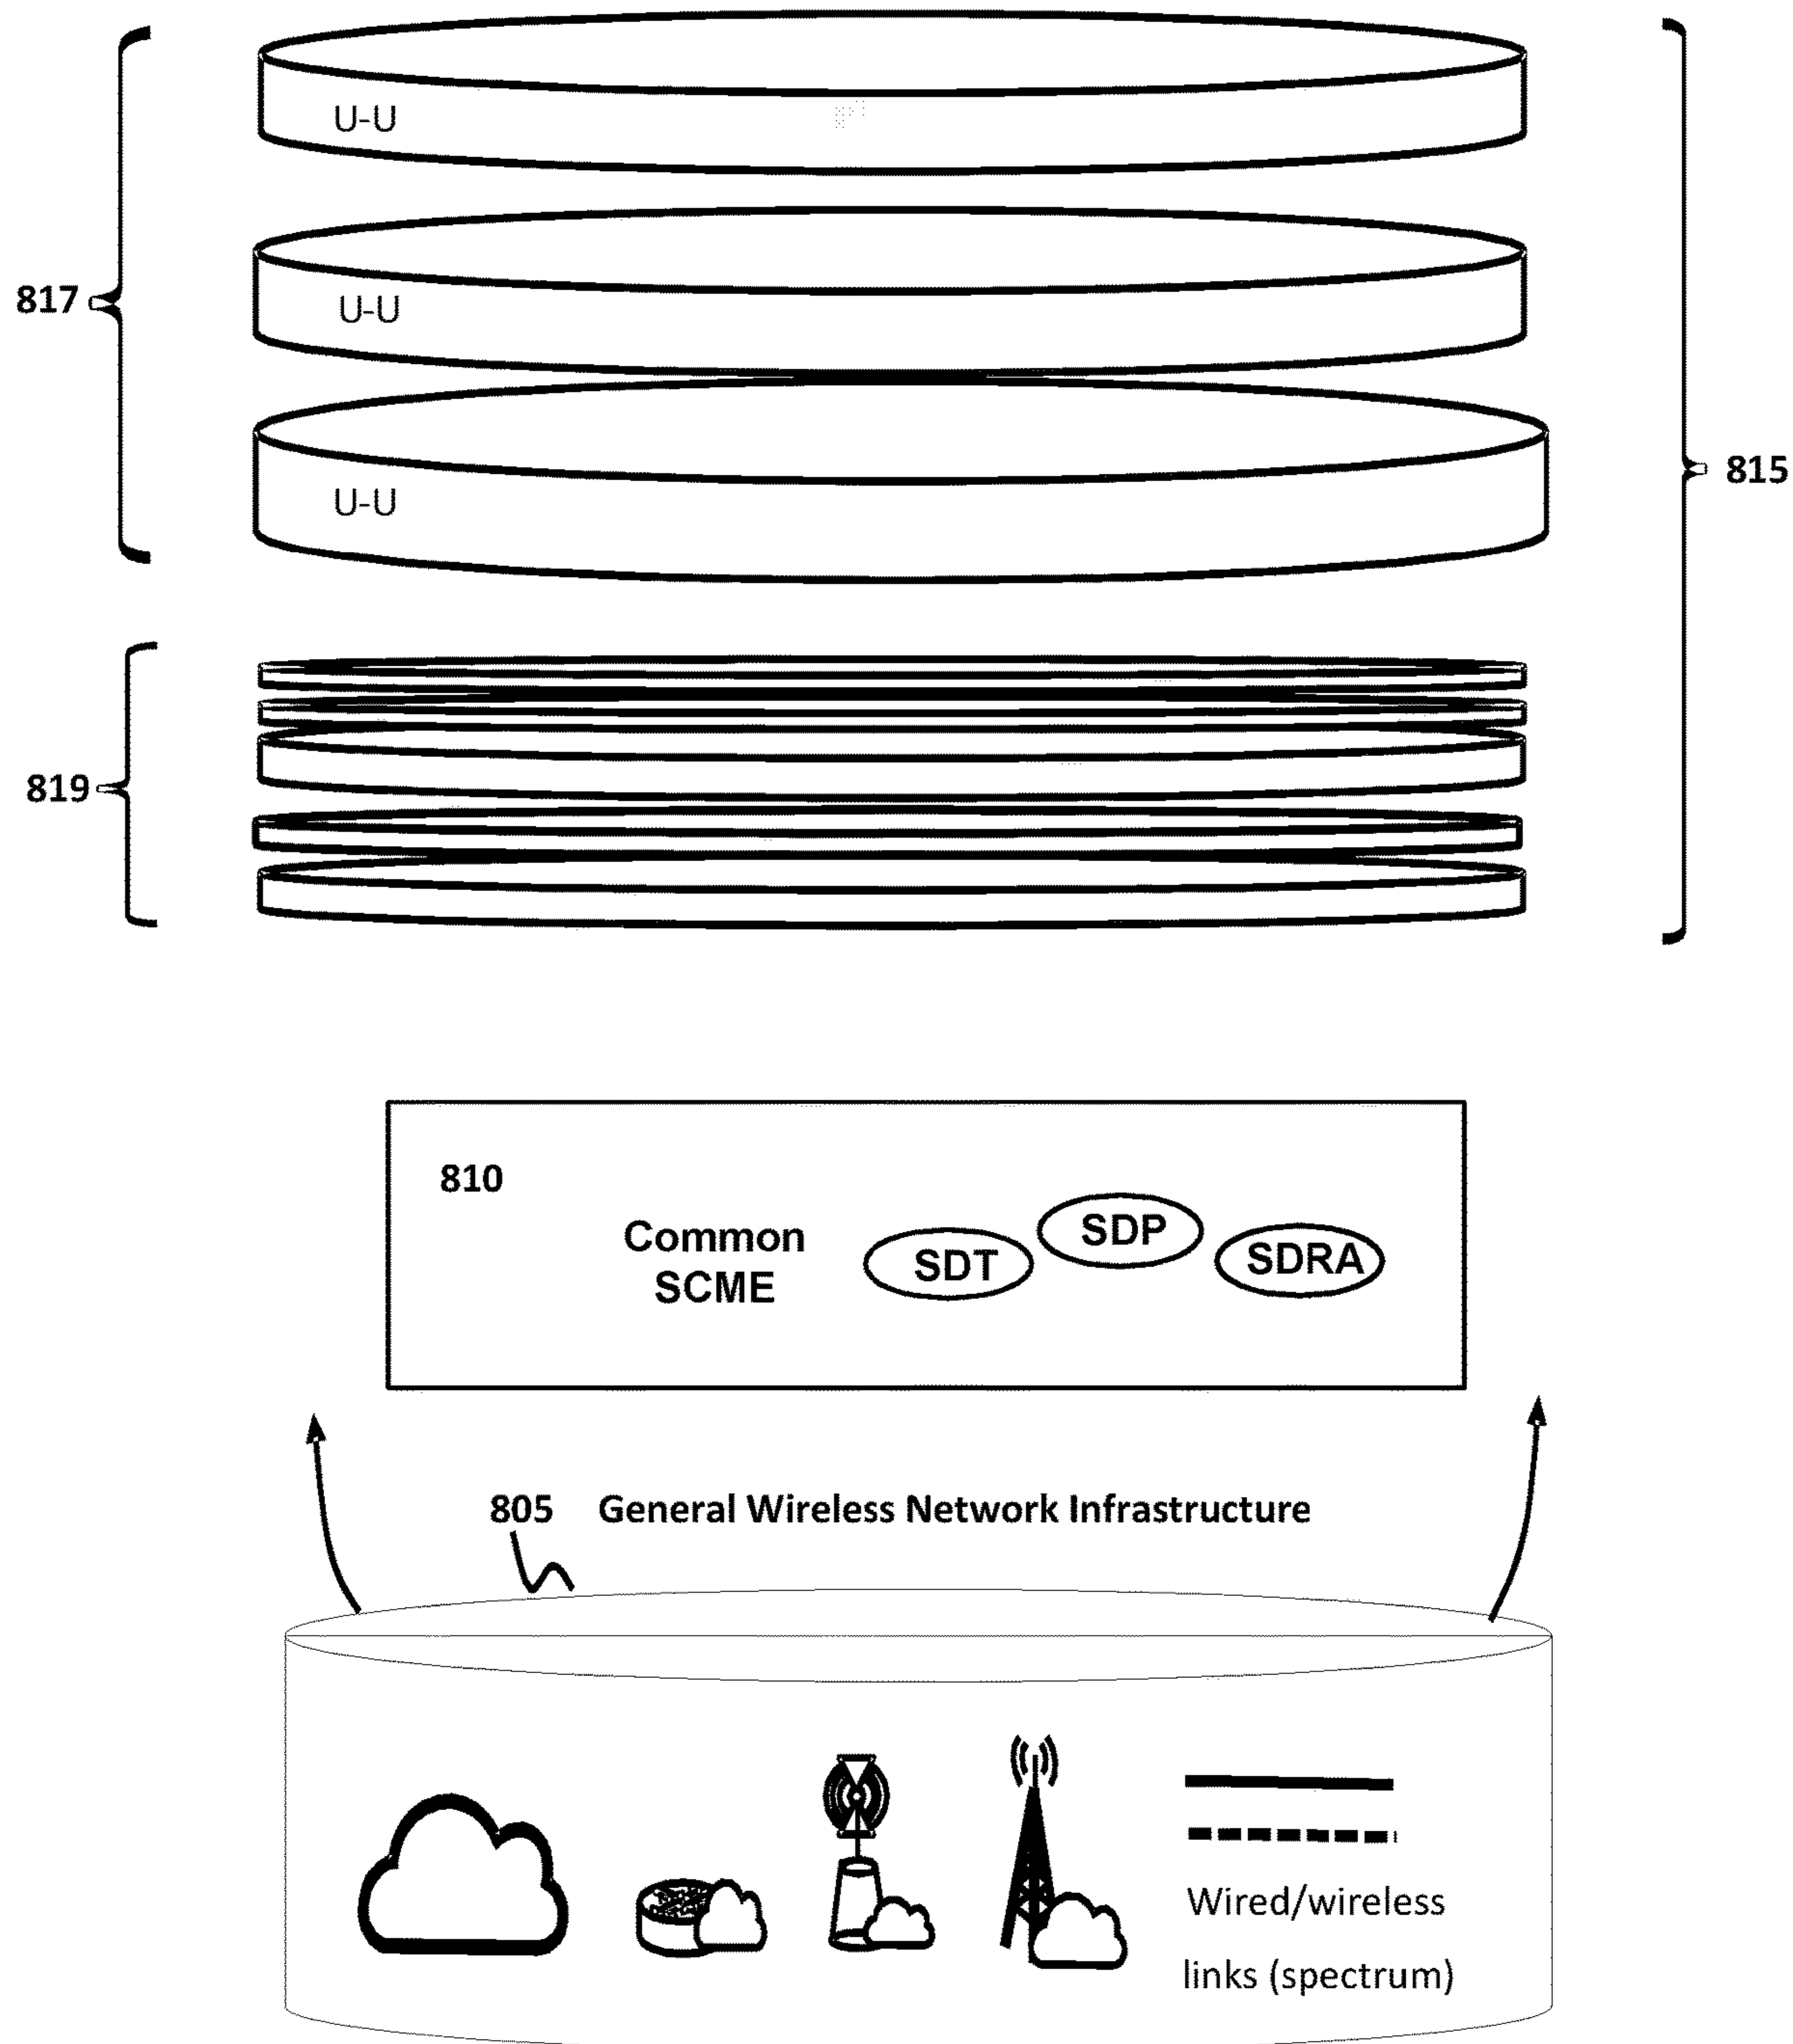 U-U
817
U-U
815
U-U
819
810
Common
SCME
SDT
SDP
SDRA
805 General Wireless Network Infrastructure
Wired/wireless
links (spectrum)